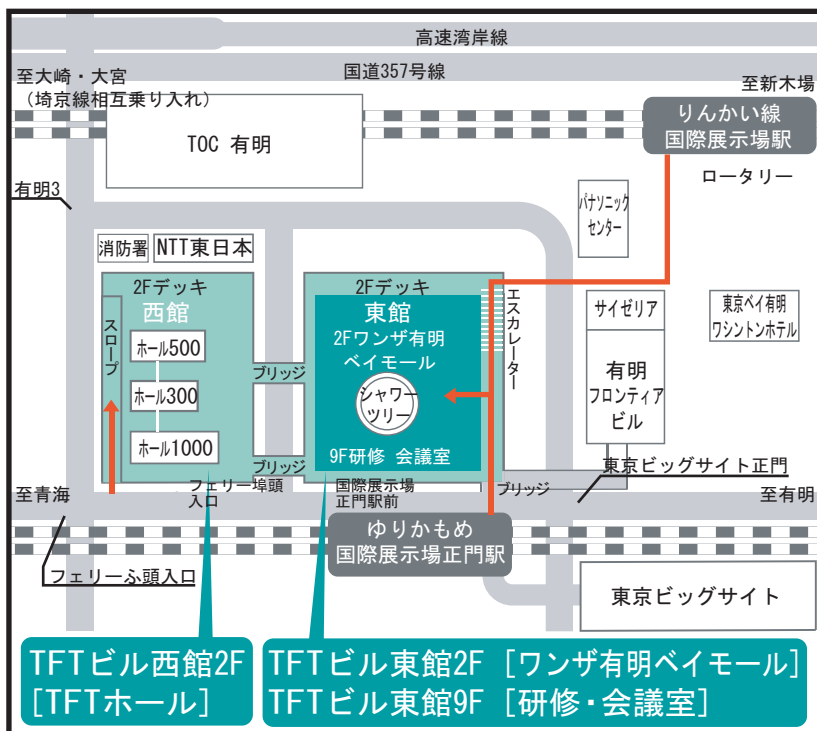 高速湾岸線
国道357号線
至大崎・大宮
（埼京線相互乗り入れ）
至新木場
りんかい線
国際展示場駅
TOC 有明
ロータリー
有明3
パナソニック
センター
消防署
NTT東日本
2Fデッキ
西館
スロープ
ホール500
ホール300
ホール1000
2Fデッキ
東館
2Fワンザ有明
ベイモール
シャワー
ツリー
9F研修 会議室
エスカレーター
サイゼリア
有明
フロンティア
ビル
東京ベイ有明
ワシントンホテル
ブリッジ
ブリッジ
ブリッジ
東京ビッグサイト正門
至青海
フェリー埠頭
入口
国際展示場
正門駅前
至有明
ゆりかもめ
国際展示場正門駅
フェリーふ頭入口
東京ビッグサイト
TFTビル西館2F
［TFTホール］
TFTビル東館2F ［ワンザ有明ベイモール］
TFTビル東館9F ［研修・会議室］